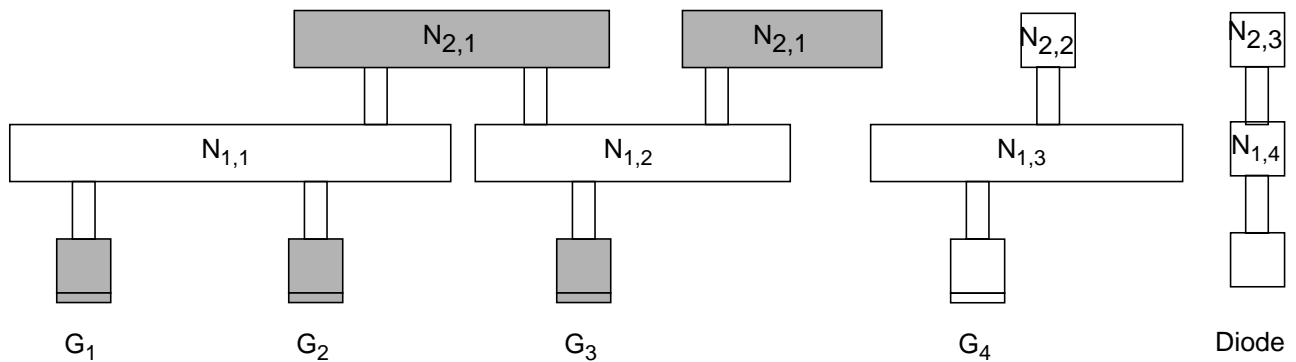 N2,1 N2,1 N2,2 N2,3
N1,1 N1,2 N1,3 N1,4
G1 G2 G3 G4 Diode